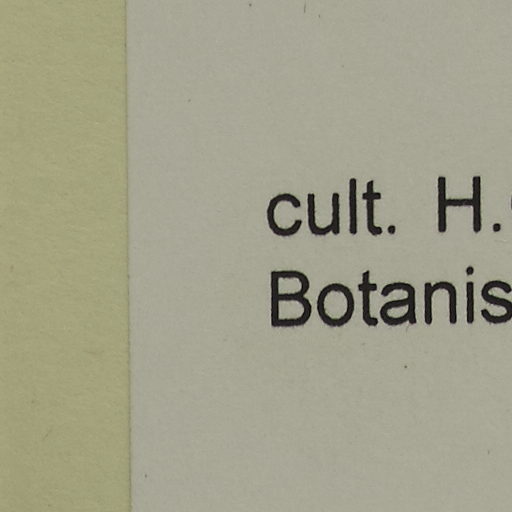 cult. H.
Botanis